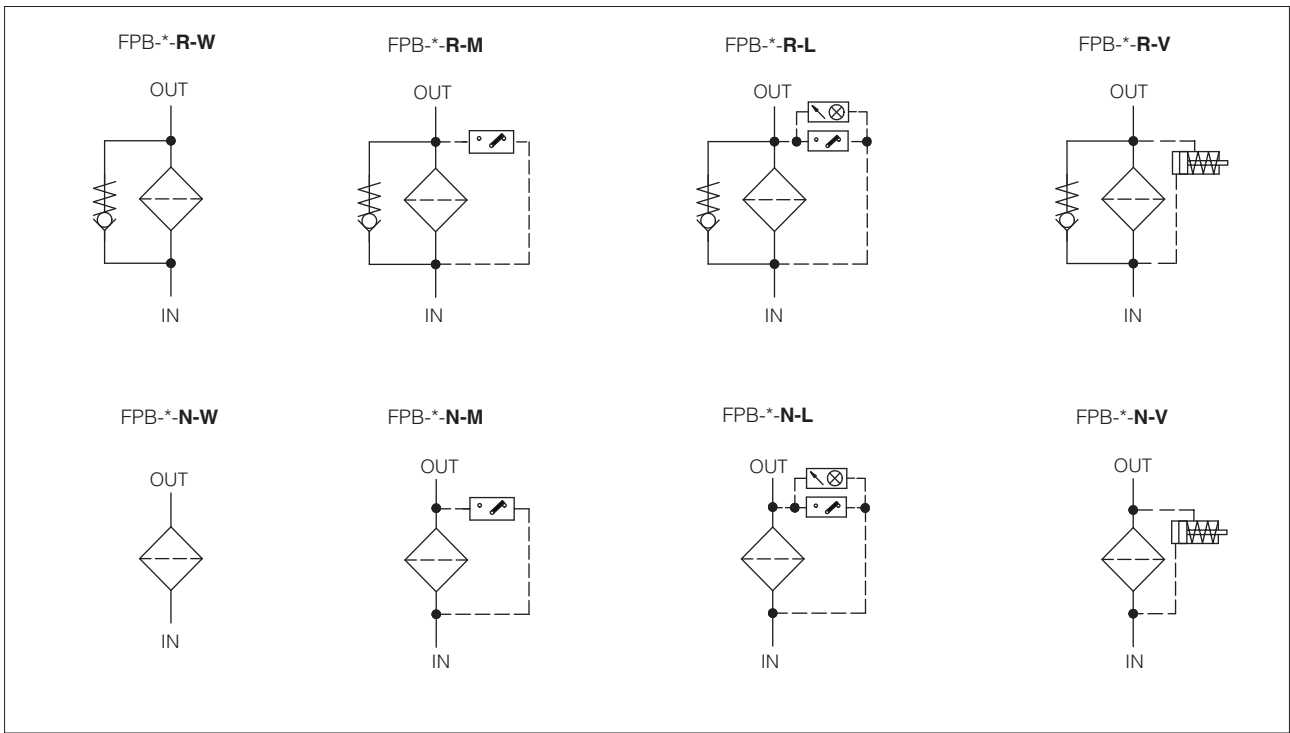 FPB-*-R-W
FPB-*-R-M
FPB-*-R-L
FPB-*-R-V
OUT
OUT
OUT
OUT
IN
IN
IN
IN
FPB-*-N-W
FPB-*-N-M
FPB-*-N-L
FPB-*-N-V
OUT
OUT
OUT
OUT
IN
IN
IN
IN